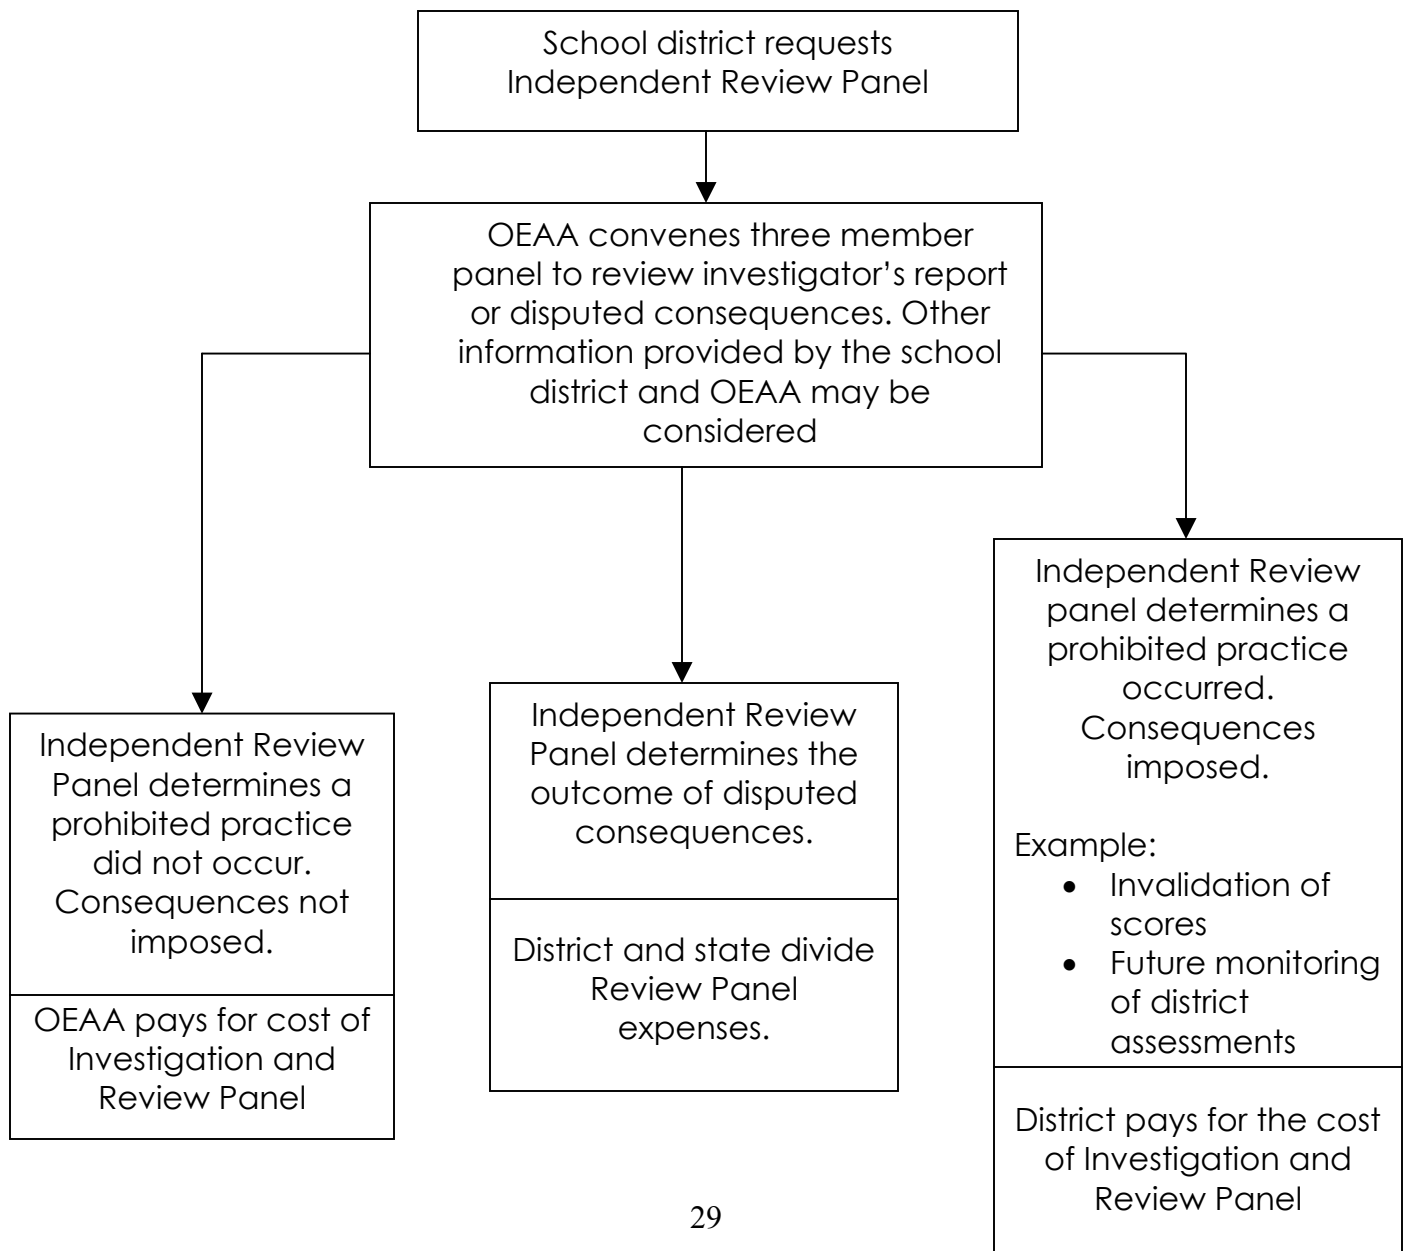 School district requests
Independent Review Panel
OEAA convenes three member
panel to review investigator’s report
or disputed consequences. Other
information provided by the school
district and OEAA may be
considered
Independent Review
Panel determines a
prohibited practice
did not occur.
Consequences not
imposed.
OEAA pays for cost of
Investigation and
Review Panel
Independent Review
Panel determines the
outcome of disputed
consequences.
District and state divide
Review Panel
expenses.
Independent Review
panel determines a
prohibited practice
occurred.
Consequences
imposed.
Example:
• Invalidation of
scores
• Future monitoring
of district
assessments
District pays for the cost
of Investigation and
Review Panel
29